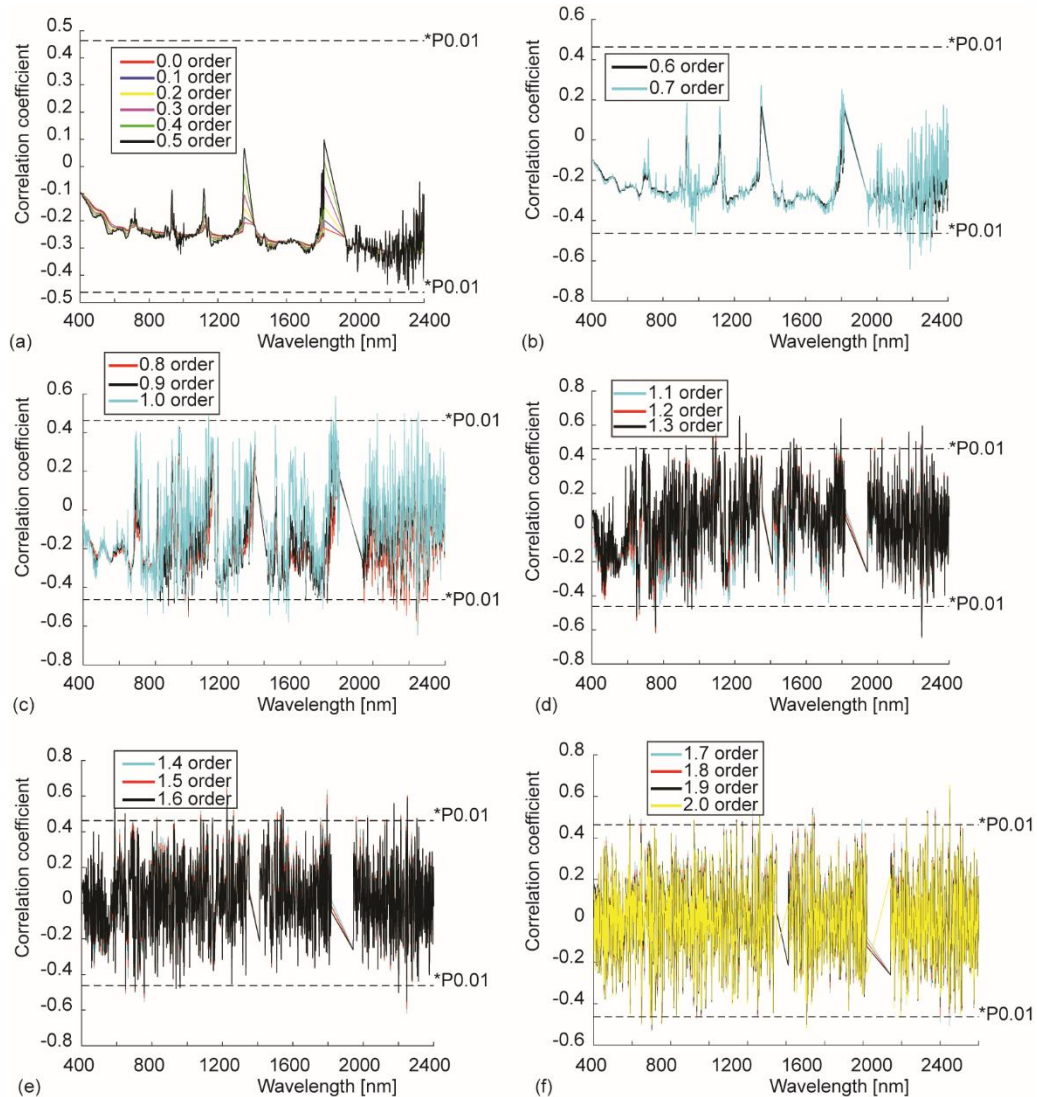 0.5
0.4
0.3
0.2
0.1
0
-0.1
-0.2
-0.3
-0.4
-0.5
Correlation coefficient
0.0 order
0.1 order
0.2 order
0.3 order
0.4 order
0.5 order
*P0.01
*P0.01
400 800 1200 1600 2000 2400
Wavelength [nm]
(a)
0.6
0.4
0.2
0
-0.2
-0.4
-0.6
-0.8
Correlation coefficient
0.6 order
0.7 order
*P0.01
*P0.01
400 800 1200 1600 2000 2400
Wavelength [nm]
(b)
0.6
0.4
0.2
0
-0.2
-0.4
-0.6
-0.8
Correlation coefficient
0.8 order
0.9 order
1.0 order
*P0.01
*P0.01
400 800 1200 1600 2000 2400
Wavelength [nm]
(c)
0.8
0.6
0.4
0.2
0
-0.2
-0.4
-0.6
-0.8
Correlation coefficient
1.1 order
1.2 order
1.3 order
*P0.01
*P0.01
400 800 1200 1600 2000 2400
Wavelength [nm]
(d)
0.8
0.6
0.4
0.2
0
-0.2
-0.4
-0.6
-0.8
Correlation coefficient
1.4 order
1.5 order
1.6 order
*P0.01
*P0.01
400 800 1200 1600 2000 2400
Wavelength [nm]
(e)
0.8
0.6
0.4
0.2
0
-0.2
-0.4
-0.6
Correlation coefficient
1.7 order
1.8 order
1.9 order
2.0 order
*P0.01
*P0.01
400 800 1200 1600 2000 2400
Wavelength [nm]
(f)